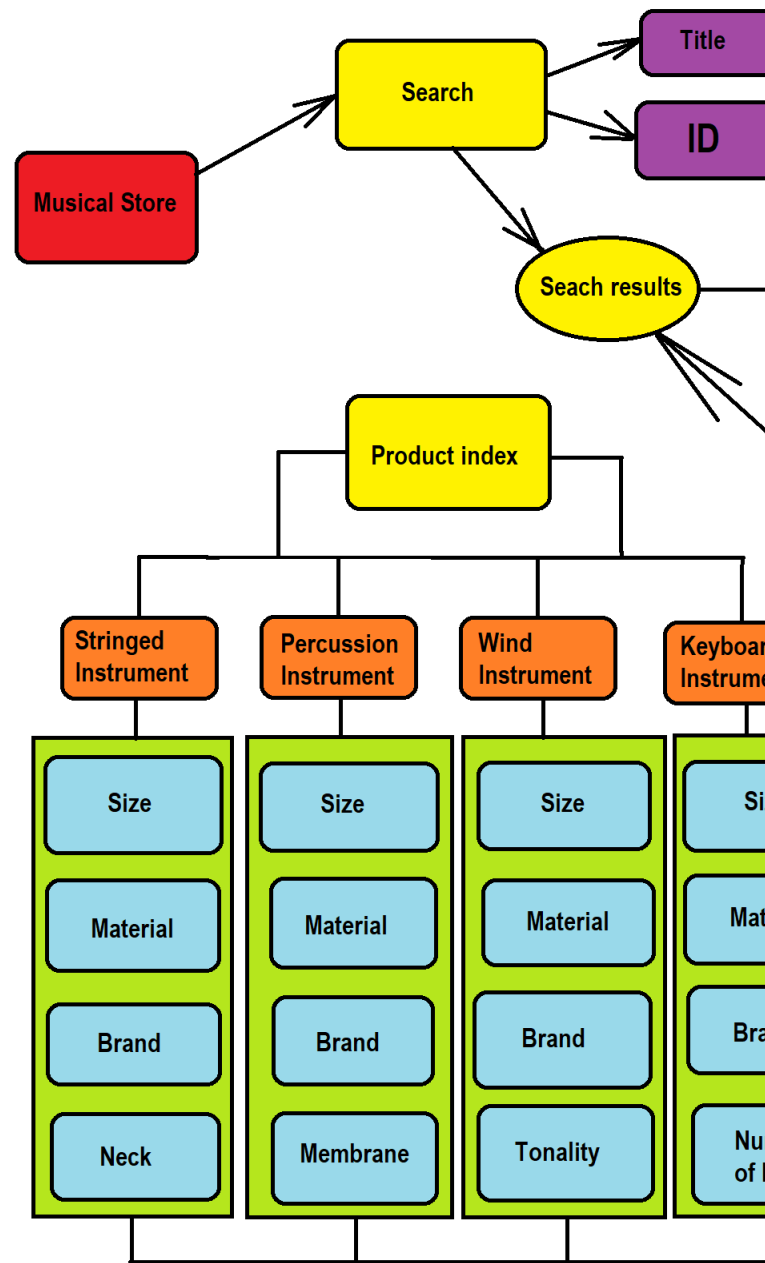 Title
Search
ID
Musical Store
Seach results
Product index
Stringed
Instrument
Percussion
Instrument
Wind
Instrument
Size
Size
Size
Material
Material
Material
Brand
Brand
Brand
Neck
Membrane
Tonality
of